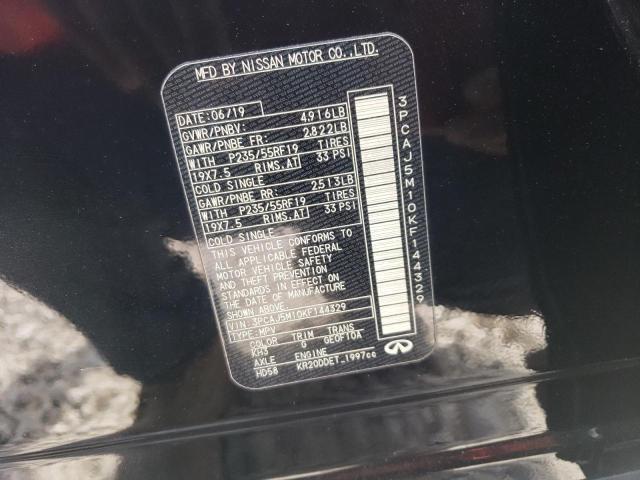 MFD BY NISSAN MOTOR CO.,LTD.
DATE:06/19
GVWR/PNBV: 4916LB
GAWR/PNBE FR: 2822LB
WITH P235/55RF19 TIRES
19X7.5 RIMS.AT 33 PSI
COLD SINGLE
GAWR/PNBE RR: 2513LB
WITH P235/55RF19 TIRES
19X7.5 RIMS.AT 33 PSI
COLD SINGLE
THIS VEHICLE CONFORMS TO
ALL APPLICABLE FEDERAL
MOTOR VEHICLE SAFETY
AND THEFT PREVENTION
STANDARDS IN EFFECT ON
THE DATE OF MANUFACTURE
SHOWN ABOVE
VIN:3PCAJ5M10KF144329
TYPE:MPV
COLOR TRIM TRANS
KH3 G GE0F10A
AXLE ENGINE
HD58 KR20DDET 1997cc
3PCAJ5M10KF144329